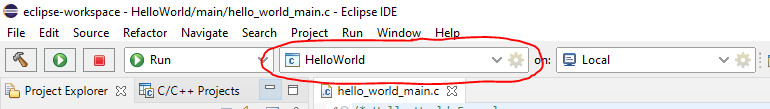 eclipse-workspace - HelloWorld/main/hello_world_main.c - Eclipse IDE
File Edit Source Refactor Navigate Search Project Run Window Help
Run HelloWorld on: Local
Project Explorer C/C++ Projects hello_world_main.c